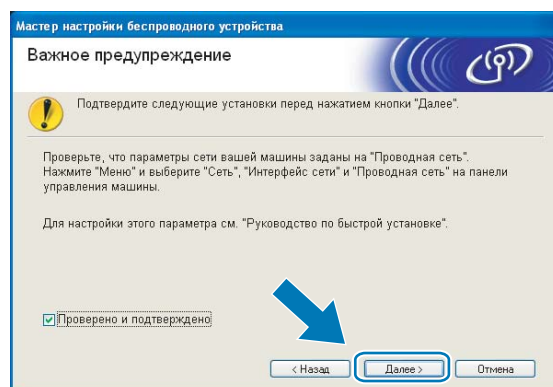 Мастер настройки беспроводного устройства
Важное предупреждение
Подтвердите следующие установки перед нажатием кнопки "Далее".
Проверьте, что параметры сети вашей машины заданы на "Проводная сеть".
Нажмите "Меню" и выберите "Сеть", "Интерфейс сети" и "Проводная сеть" на панели
управления машины.
Для настройки этого параметра см. "Руководство по быстрой установке".
Проверено и подтверждено
< Назад
Далее >
Отмена